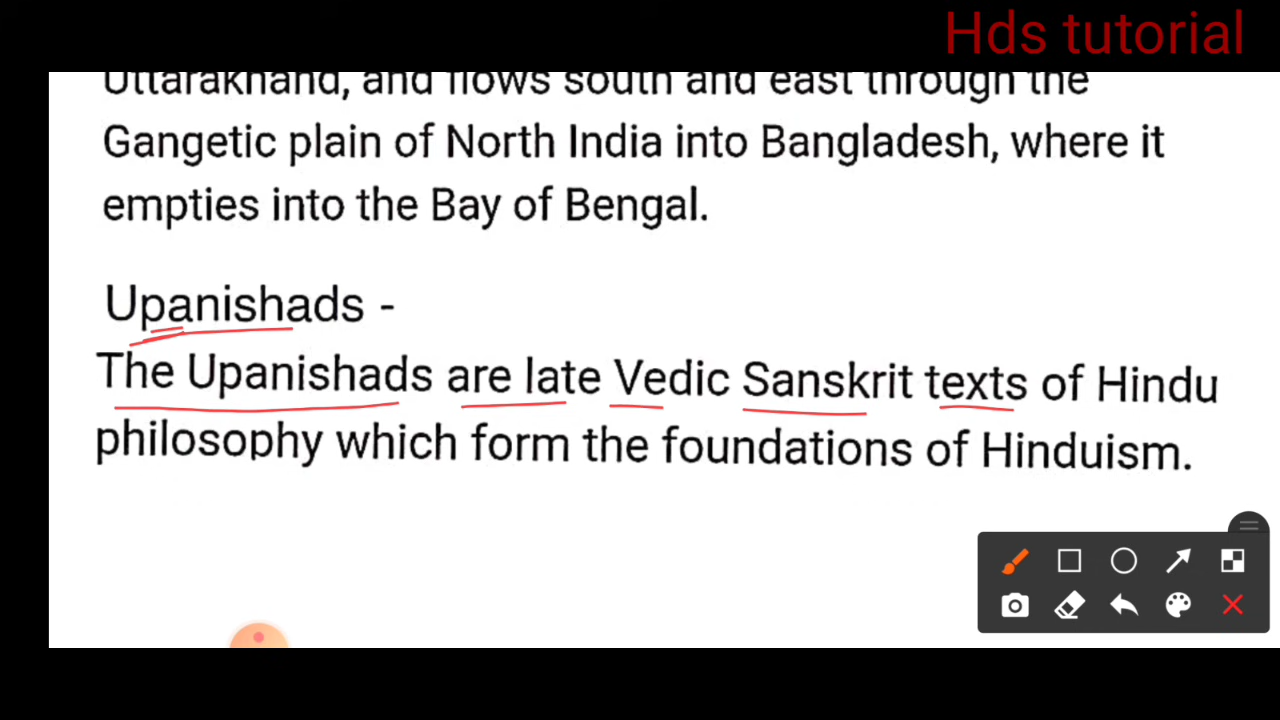 Hds tutorial
Uttarakhand, and flows south and east through the
Gangetic plain of North India into Bangladesh, where it
empties into the Bay of Bengal.
Upanishads -
The Upanishads are late Vedic Sanskrit texts of Hindu
philosophy which form the foundations of Hinduism.